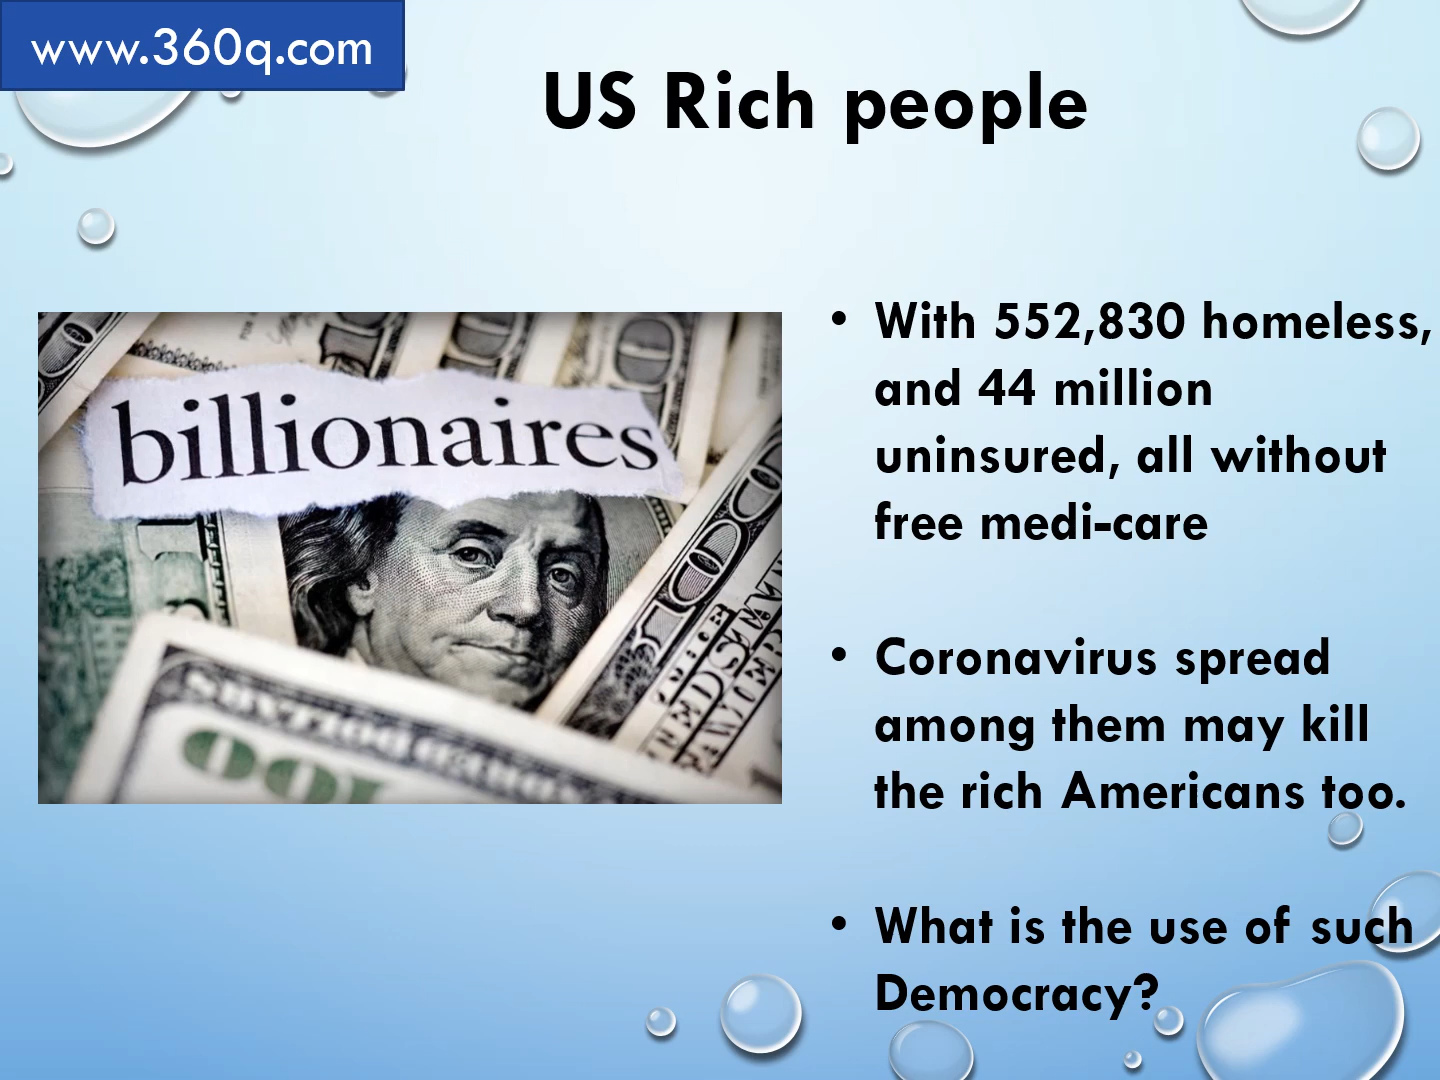 www.360q.com
US Rich people
billionaires
100
• With 552,830 homeless,
and 44 million
uninsured, all without
free medi-care
• Coronavirus spread
among them may kill
the rich Americans too.
• What is the use of such
Democracy?